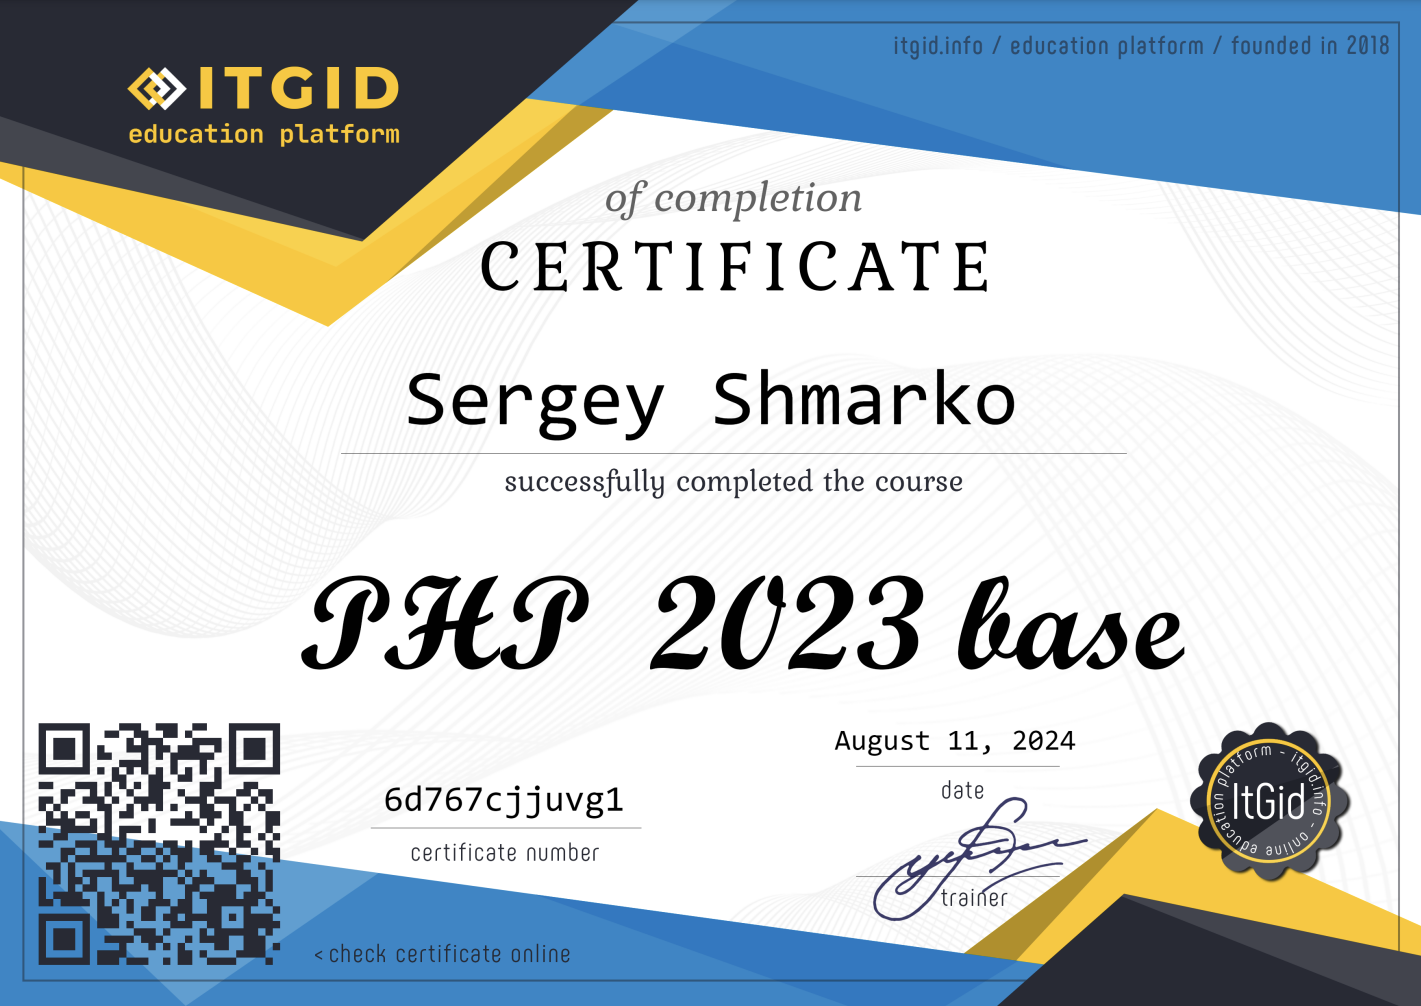 itgid.info / education platform / founded in 2018
ITGID
education platform
of completion
CERTIFICATE
Sergey Shmarko
successfully completed the course
PHP 2023 base
August 11, 2024
date
6d767cjjuvg1
certificate number
trainer
< check certificate online
ItGid
education platform - itgid.info - online